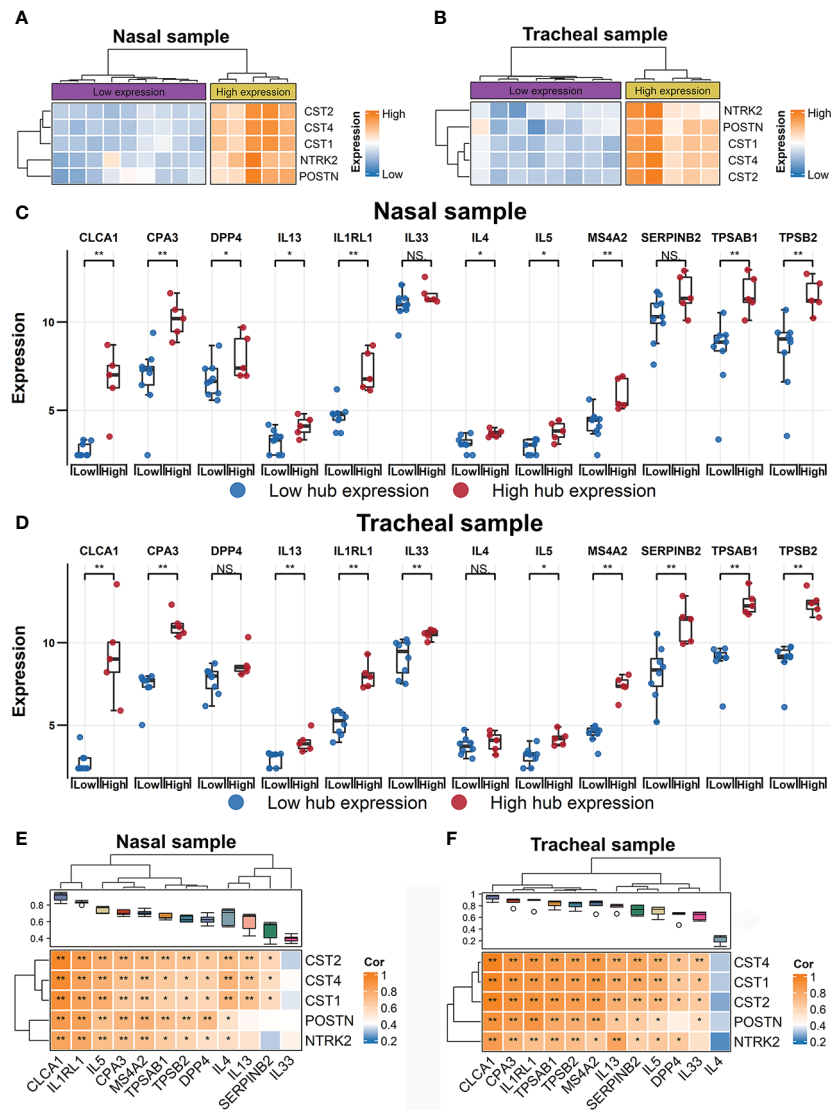 A
Nasal sample
Low expression
High expression
CST2
CST4
CST1
NTRK2
POSTN
Expression
High
Low
B
Tracheal sample
Low expression
High expression
NTRK2
POSTN
CST1
CST4
CST2
Expression
High
Low
C
Nasal sample
CLCA1 CPA3 DPP4 IL13 IL1RL1 IL33 IL4 IL5 MS4A2 SERPINB2 TPSAB1 TPSB2
** ** * * ** NS. * * ** NS. ** **
Expression
10
5
Low High Low High Low High Low High Low High Low High Low High Low High Low High Low High Low High Low High
Low hub expression High hub expression
D
Tracheal sample
CLCA1 CPA3 DPP4 IL13 IL1RL1 IL33 IL4 IL5 MS4A2 SERPINB2 TPSAB1 TPSB2
** ** NS. ** ** ** NS. * ** ** ** **
Expression
10
5
Low High Low High Low High Low High Low High Low High Low High Low High Low High Low High Low High Low High
Low hub expression High hub expression
E
Nasal sample
0.8
0.6
0.4
** ** ** ** ** ** ** * ** ** * CST2
** ** ** ** ** * * * ** ** * CST4
** ** ** ** ** * * * ** ** * CST1
** ** ** ** ** ** ** ** * POSTN
** ** * ** ** * * * NTRK2
CLCA1 IL1RL1 IL5 CPA3 MS4A2 TPSAB1 TPSB2 DPP4 IL4 IL13 SERPINB2 IL33
Cor
1
0.8
0.6
0.4
0.2
F
Tracheal sample
1
0.8
0.6
0.4
0.2
** ** ** ** ** ** ** ** ** * ** CST4
** ** ** ** ** ** ** ** ** * * CST1
** ** ** ** ** ** ** ** ** * * CST2
** ** ** ** ** ** * * * * POSTN
** * ** * * * ** * * * NTRK2
CLCA1 CPA3 IL1RL1 TPSAB1 TPSB2 MS4A2 IL13 SERPINB2 IL5 DPP4 IL33 IL4
Cor
1
0.8
0.6
0.4
0.2